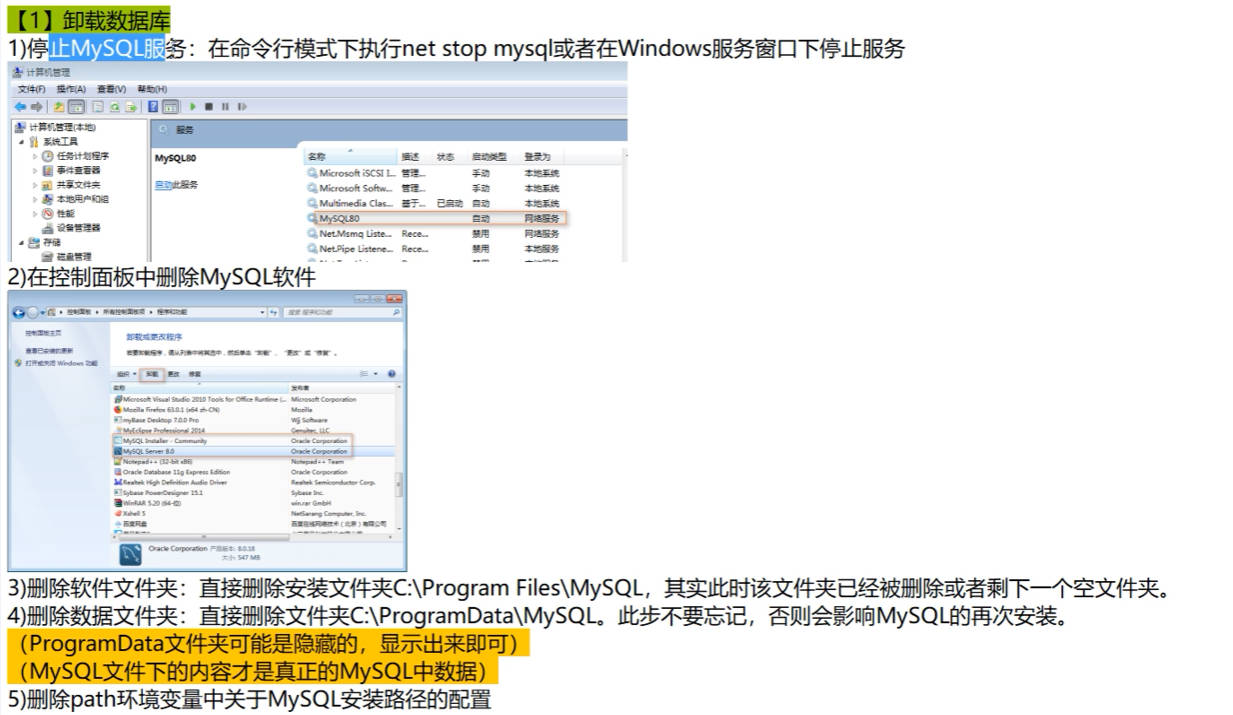 【1】卸载数据库
1)停止MySQL服务：在命令行模式下执行net stop mysql或者在Windows服务窗口下停止服务
计算机管理
文件(F) 操作(A) 查看(V) 帮助(H)
计算机管理(本地)
系统工具
任务计划程序
事件查看器
共享文件夹
本地用户和组
性能
设备管理器
存储
磁盘管理
服务
MySQL80
启动此服务
名称 描述 状态 启动类型 登录为
Microsoft iSCSI I... 管理... 手动 本地系统
Microsoft Softw... 管理... 手动 本地系统
Multimedia Clas... 基于... 已启动 自动 本地系统
MySQL80 自动 网络服务
Net.Msmq Liste... Rece... 禁用 网络服务
Net.Pipe Listene... Rece... 禁用 本地服务
2)在控制面板中删除MySQL软件
控制面板 所有控制面板项 程序和功能 搜索 程序和功能
控制面板主页
查看已安装的更新
打开或关闭 Windows 功能
卸载或更改程序
若要卸载程序，请从列表中将其选中，然后单击“卸载”、“更改”或“修复”。
组织 卸载 更改 修复
名称 发布者
Microsoft Visual Studio 2010 Tools for Office Runtime (... Microsoft Corporation
Mozilla Firefox 63.0.1 (x64 zh-CN) Mozilla
myBase Desktop 7.0.0 Pro Wjj Software
MyEclipse Professional 2014 Genuitec, LLC
MySQL Installer - Community Oracle Corporation
MySQL Server 8.0 Oracle Corporation
Notepad++ (32-bit x86) Notepad++ Team
Oracle Database 11g Express Edition Oracle Corporation
Realtek High Definition Audio Driver Realtek Semiconductor Corp.
Sybase PowerDesigner 15.1 Sybase Inc.
WinRAR 5.20 (64-位) win.rar GmbH
Xshell 5 NetSarang Computer, Inc.
百度网盘 百度在线网络技术（北京）有限公司
Oracle Corporation 产品版本: 8.0.18
大小: 547 MB
3)删除软件文件夹：直接删除安装文件夹C:\Program Files\MySQL，其实此时该文件夹已经被删除或者剩下一个空文件夹。
4)删除数据文件夹：直接删除文件夹C:\ProgramData\MySQL。此步不要忘记，否则会影响MySQL的再次安装。
（ProgramData文件夹可能是隐藏的，显示出来即可）
（MySQL文件下的内容才是真正的MySQL中数据）
5)删除path环境变量中关于MySQL安装路径的配置